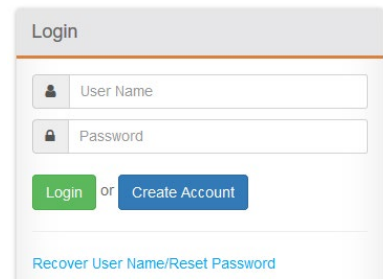 Login
User Name
Password
Login or Create Account
Recover User Name/Reset Password